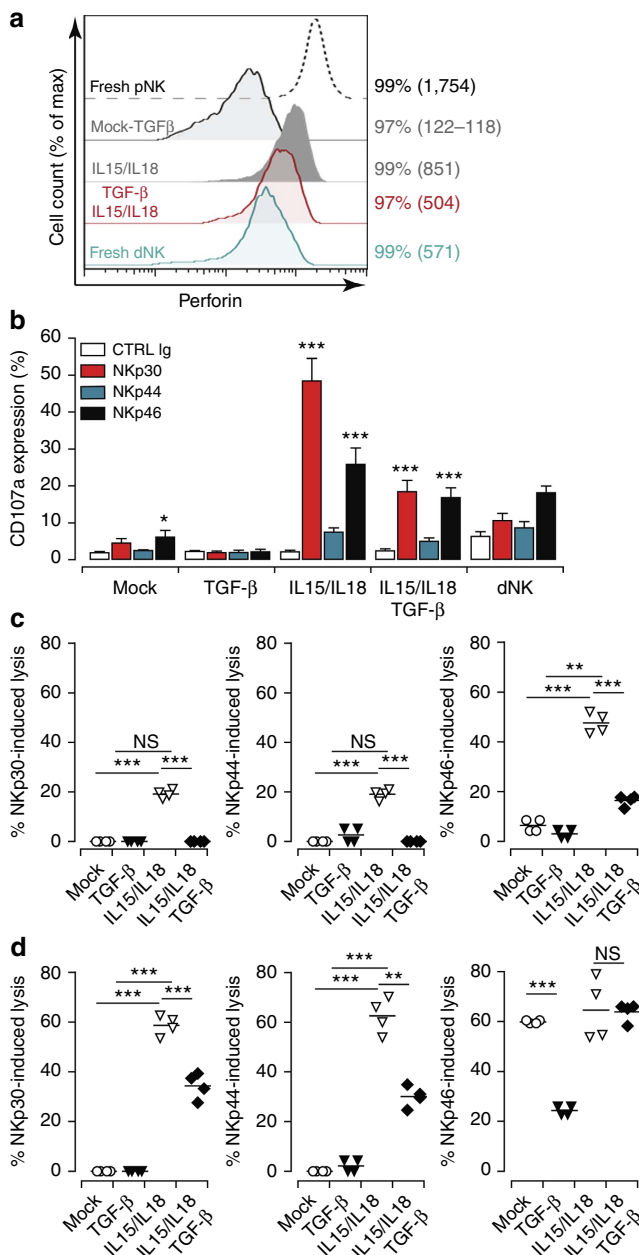 a
Cell count (% of max)
Fresh pNK
99% (1,754)
Mock-TGFβ
97% (122–118)
IL15/IL18
99% (851)
TGF-β
IL15/IL18
97% (504)
Fresh dNK
99% (571)
Perforin
b
CD107a expression (%)
60
50
40
30
20
10
0
CTRL Ig
NKp30
NKp44
NKp46
*
***
***
***
***
Mock
TGF-β
IL15/IL18
IL15/IL18
TGF-β
dNK
c
% NKp30-induced lysis
80
60
40
20
0
NS
***
***
Mock
TGF-β
IL15/IL18
IL15/IL18
TGF-β
% NKp44-induced lysis
80
60
40
20
0
NS
***
***
Mock
TGF-β
IL15/IL18
IL15/IL18
TGF-β
% NKp46-induced lysis
80
60
40
20
0
**
***
***
Mock
TGF-β
IL15/IL18
IL15/IL18
TGF-β
d
% NKp30-induced lysis
80
60
40
20
0
***
***
***
Mock
TGF-β
IL15/IL18
IL15/IL18
TGF-β
% NKp44-induced lysis
80
60
40
20
0
***
***
**
Mock
TGF-β
IL15/IL18
IL15/IL18
TGF-β
% NKp46-induced lysis
80
60
40
20
0
NS
***
Mock
TGF-β
IL15/IL18
IL15/IL18
TGF-β